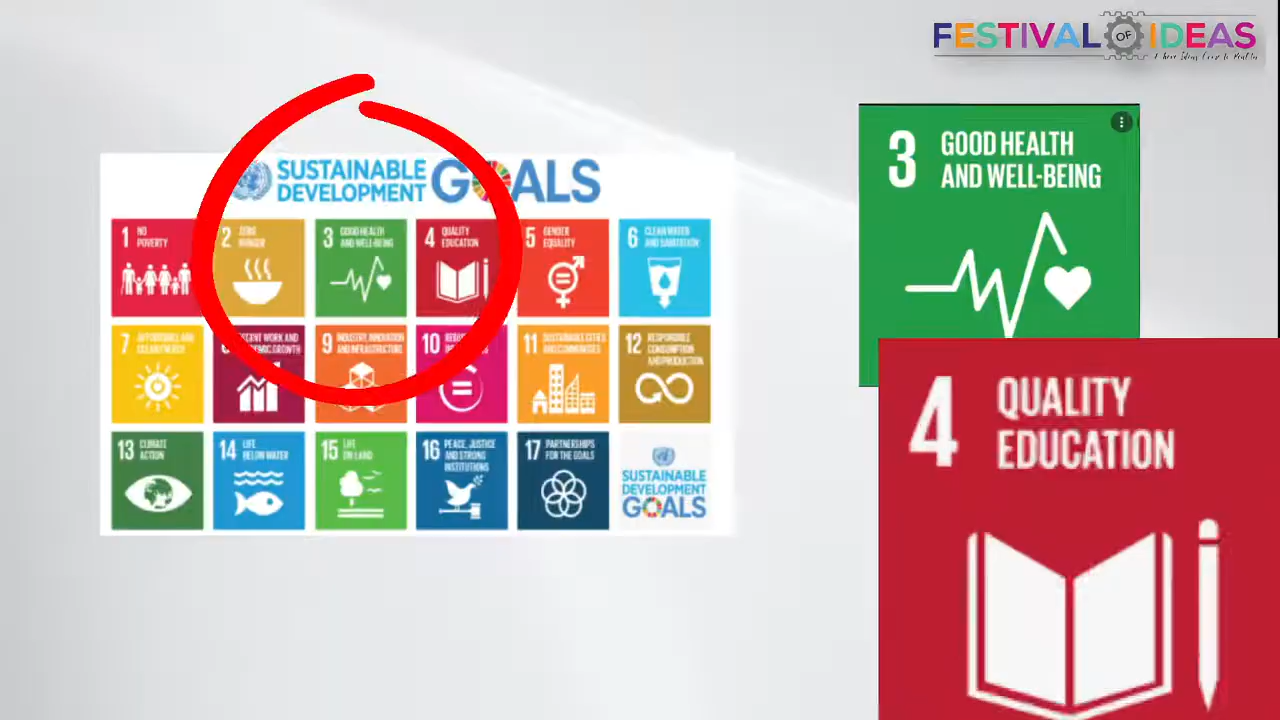 FESTIVAL OF IDEAS
SUSTAINABLE
DEVELOPMENT
GOALS
1 NO
POVERTY
2 ZERO
HUNGER
3 GOOD HEALTH
AND WELL-BEING
4 QUALITY
EDUCATION
5 GENDER
EQUALITY
6 CLEAN WATER
AND SANITATION
7 AFFORDABLE AND
CLEAN ENERGY
WORK AND
GROWTH
9 INDUSTRY, INNOVATION
AND INFRASTRUCTURE
10
11 SUSTAINABLE CITIES
AND COMMUNITIES
12 RESPONSIBLE
CONSUMPTION
AND PRODUCTION
13 CLIMATE
ACTION
14 LIFE
BELOW WATER
15 LIFE
ON LAND
16 PEACE, JUSTICE
AND STRONG
INSTITUTIONS
17 PARTNERSHIPS
FOR THE GOALS
SUSTAINABLE
DEVELOPMENT
GOALS
3 GOOD HEALTH
AND WELL-BEING
4 QUALITY
EDUCATION